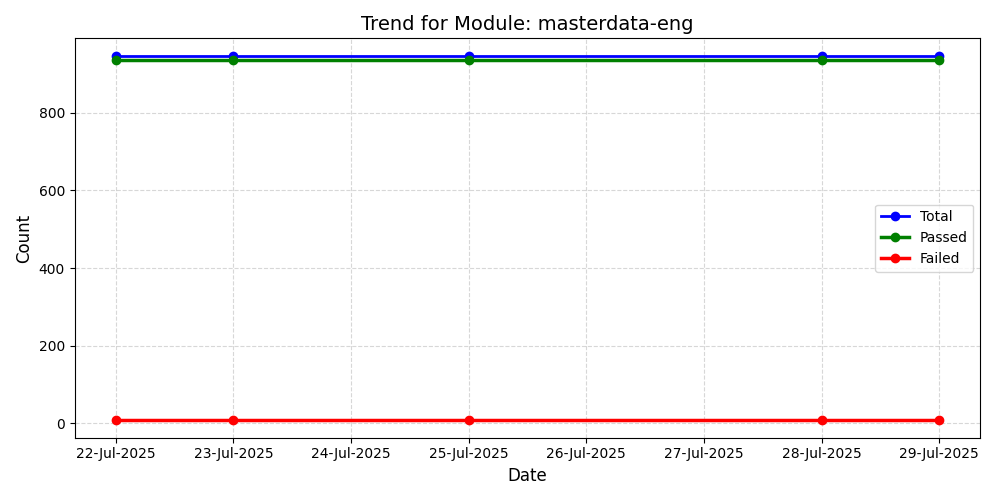 Trend for Module: masterdata-eng
Count
800
600
400
200
0
Total
Passed
Failed
22-Jul-2025 23-Jul-2025 24-Jul-2025 25-Jul-2025 26-Jul-2025 27-Jul-2025 28-Jul-2025 29-Jul-2025
Date